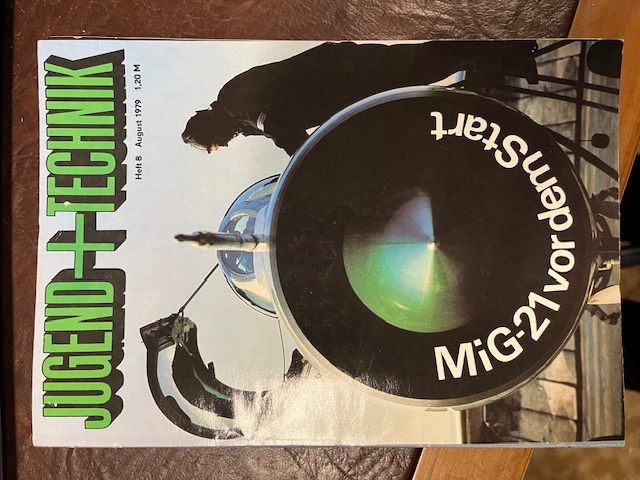 JUGEND+TECHNIK
Heft 8 August 1979 1,20 M
MiG-21 vor dem Start